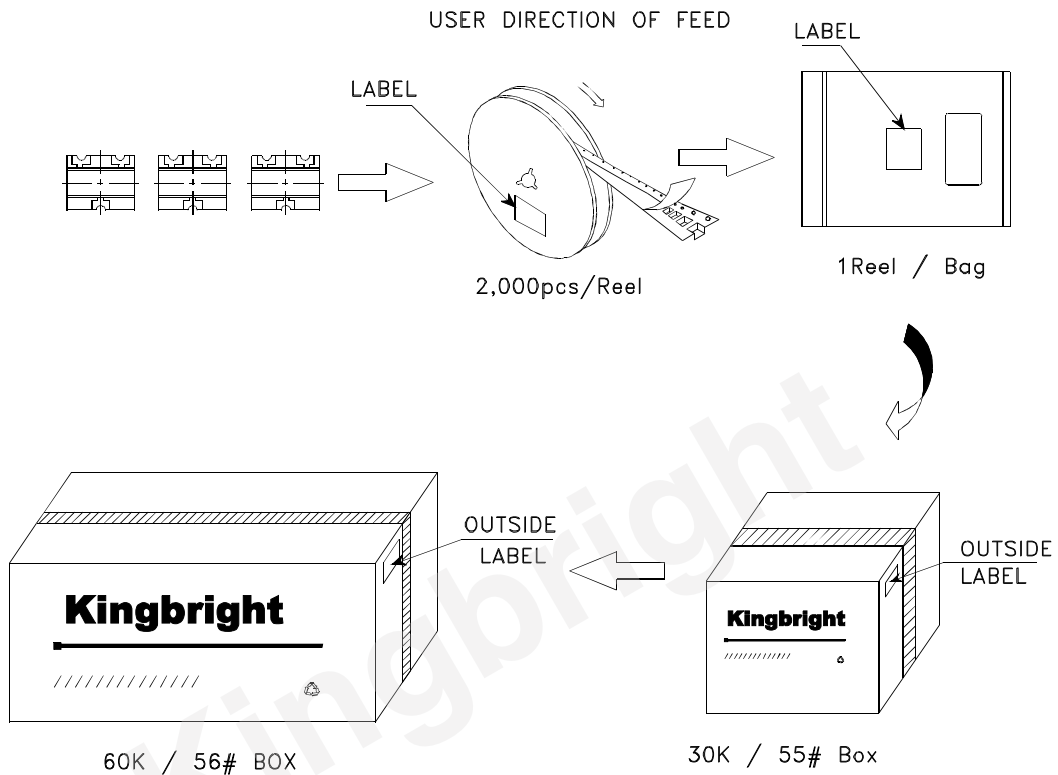 USER DIRECTION OF FEED
LABEL
LABEL
2,000pcs/Reel
1Reel / Bag
OUTSIDE
LABEL
OUTSIDE
LABEL
Kingbright
Kingbright
60K / 56# BOX
30K / 55# Box
Kingbright